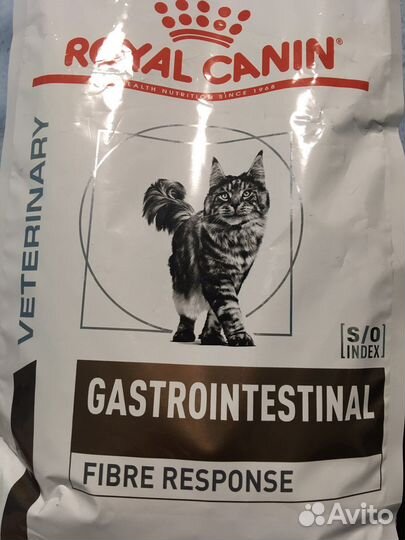 ROYAL CANIN
HEALTH NUTRITION SINCE 1968
VETERINARY
[S/O
INDEX]
GASTROINTESTINAL
FIBRE RESPONSE
Avito